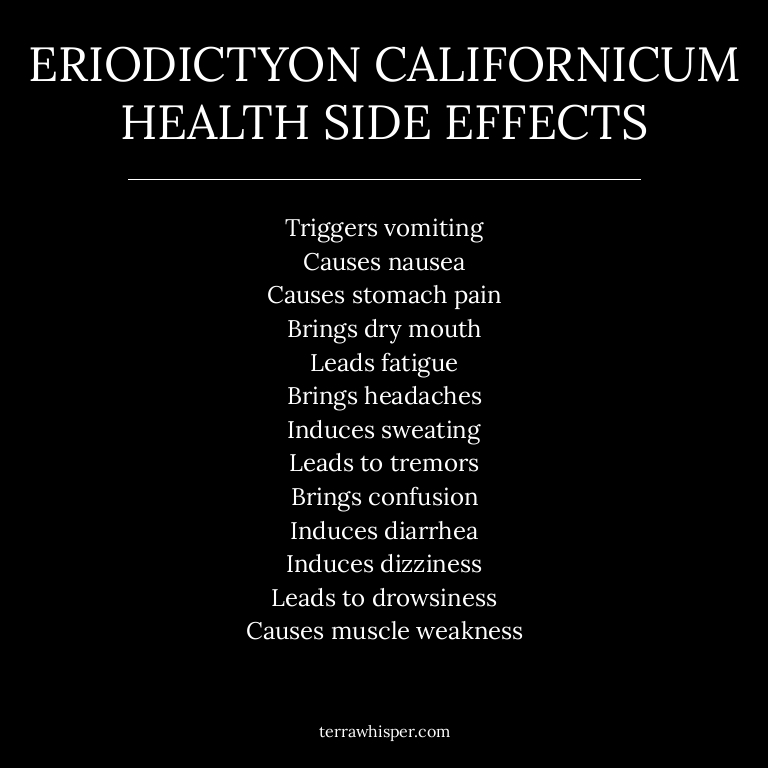 ERIODICTYON CALIFORNICUM
HEALTH SIDE EFFECTS
Triggers vomiting
Causes nausea
Causes stomach pain
Brings dry mouth
Leads fatigue
Brings headaches
Induces sweating
Leads to tremors
Brings confusion
Induces diarrhea
Induces dizziness
Leads to drowsiness
Causes muscle weakness
terrawhisper.com